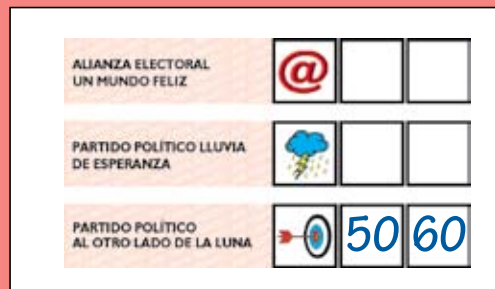 ALIANZA ELECTORAL
UN MUNDO FELIZ
@
PARTIDO POLÍTICO LLUVIA
DE ESPERANZA
PARTIDO POLÍTICO
AL OTRO LADO DE LA LUNA
50 60